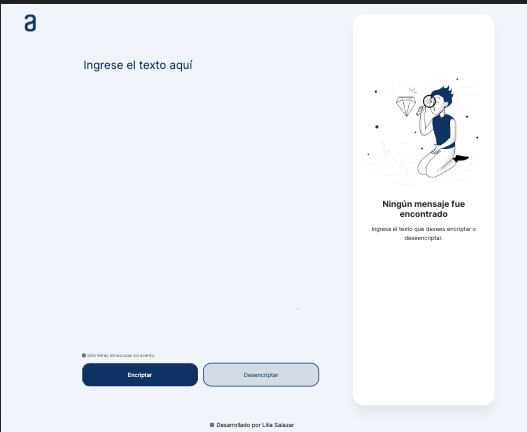 a
Ingrese el texto aquí
Ningún mensaje fue
encontrado
Ingresa el texto que desees encriptar o
desencriptar.
Sólo letras minúsculas sin acento.
Encriptar
Desencriptar
© Desarrollado por Lilia Salazar